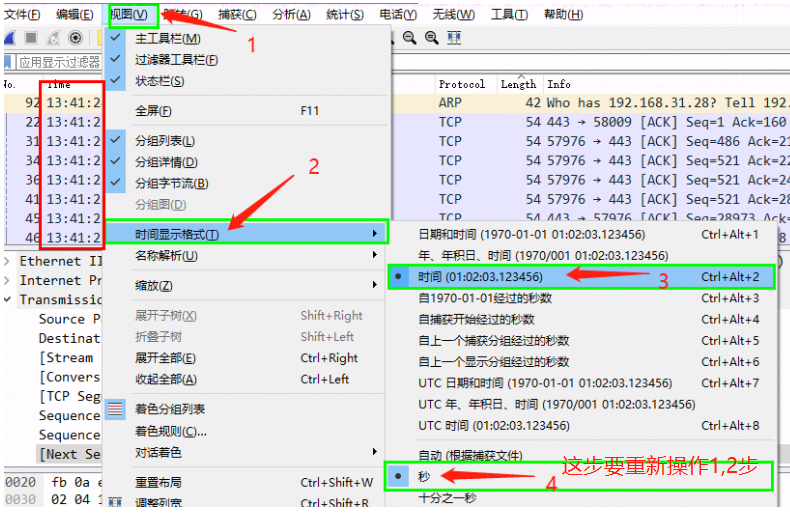 文件(F) 编辑(E) 视图(V) 跳转(G) 捕获(C) 分析(A) 统计(S) 电话(Y) 无线(W) 工具(T) 帮助(H)
1
应用显示过滤器
No. Time Protocol Length Info
92 13:41:2 ARP 42 Who has 192.168.31.28? Tell 192.
22 13:41:2 TCP 54 443 → 58009 [ACK] Seq=1 Ack=160
31 13:41:2 TCP 54 57976 → 443 [ACK] Seq=486 Ack=21
34 13:41:2 TCP 54 57976 → 443 [ACK] Seq=521 Ack=22
36 13:41:2 TCP 54 57976 → 443 [ACK] Seq=521 Ack=24
41 13:41:2 TCP 54 57976 → 443 [ACK] Seq=521 Ack=27
45 13:41:2 TCP 54 443 → 57976 [ACK] Seq=28973 Ack=
46 13:41:2
主工具栏(M)
过滤器工具栏(F)
状态栏(S)
全屏(F) F11
分组列表(L)
分组详情(D)
分组字节流(B)
分组图(D)
2
时间显示格式(T)
名称解析(U)
缩放(Z)
展开子树(X) Shift+Right
折叠子树 Shift+Left
展开全部(E) Ctrl+Right
收起全部(A) Ctrl+Left
着色分组列表
着色规则(C)...
对话着色
重置布局 Ctrl+Shift+W
调整列宽 Ctrl+Shift+R
日期和时间 (1970-01-01 01:02:03.123456) Ctrl+Alt+1
年、年积日、时间 (1970/001 01:02:03.123456)
时间 (01:02:03.123456) Ctrl+Alt+2
3
自1970-01-01经过的秒数 Ctrl+Alt+3
自捕获开始经过的秒数 Ctrl+Alt+4
自上一个捕获分组经过的秒数 Ctrl+Alt+5
自上一个显示分组经过的秒数 Ctrl+Alt+6
UTC 日期和时间 (1970-01-01 01:02:03.123456) Ctrl+Alt+7
UTC 年、年积日、时间 (1970/001 01:02:03.123456)
UTC 时间 (01:02:03.123456) Ctrl+Alt+8
自动 (根据捕获文件)
这步要重新操作1,2步
秒
4
十分之一秒
Ethernet II
Internet Pr
Transmissio
Source P
Destinat
[Stream
[Convers
[TCP Seg
Sequence
Sequence
[Next Se
0020 fb 0a e
0030 02 04 1